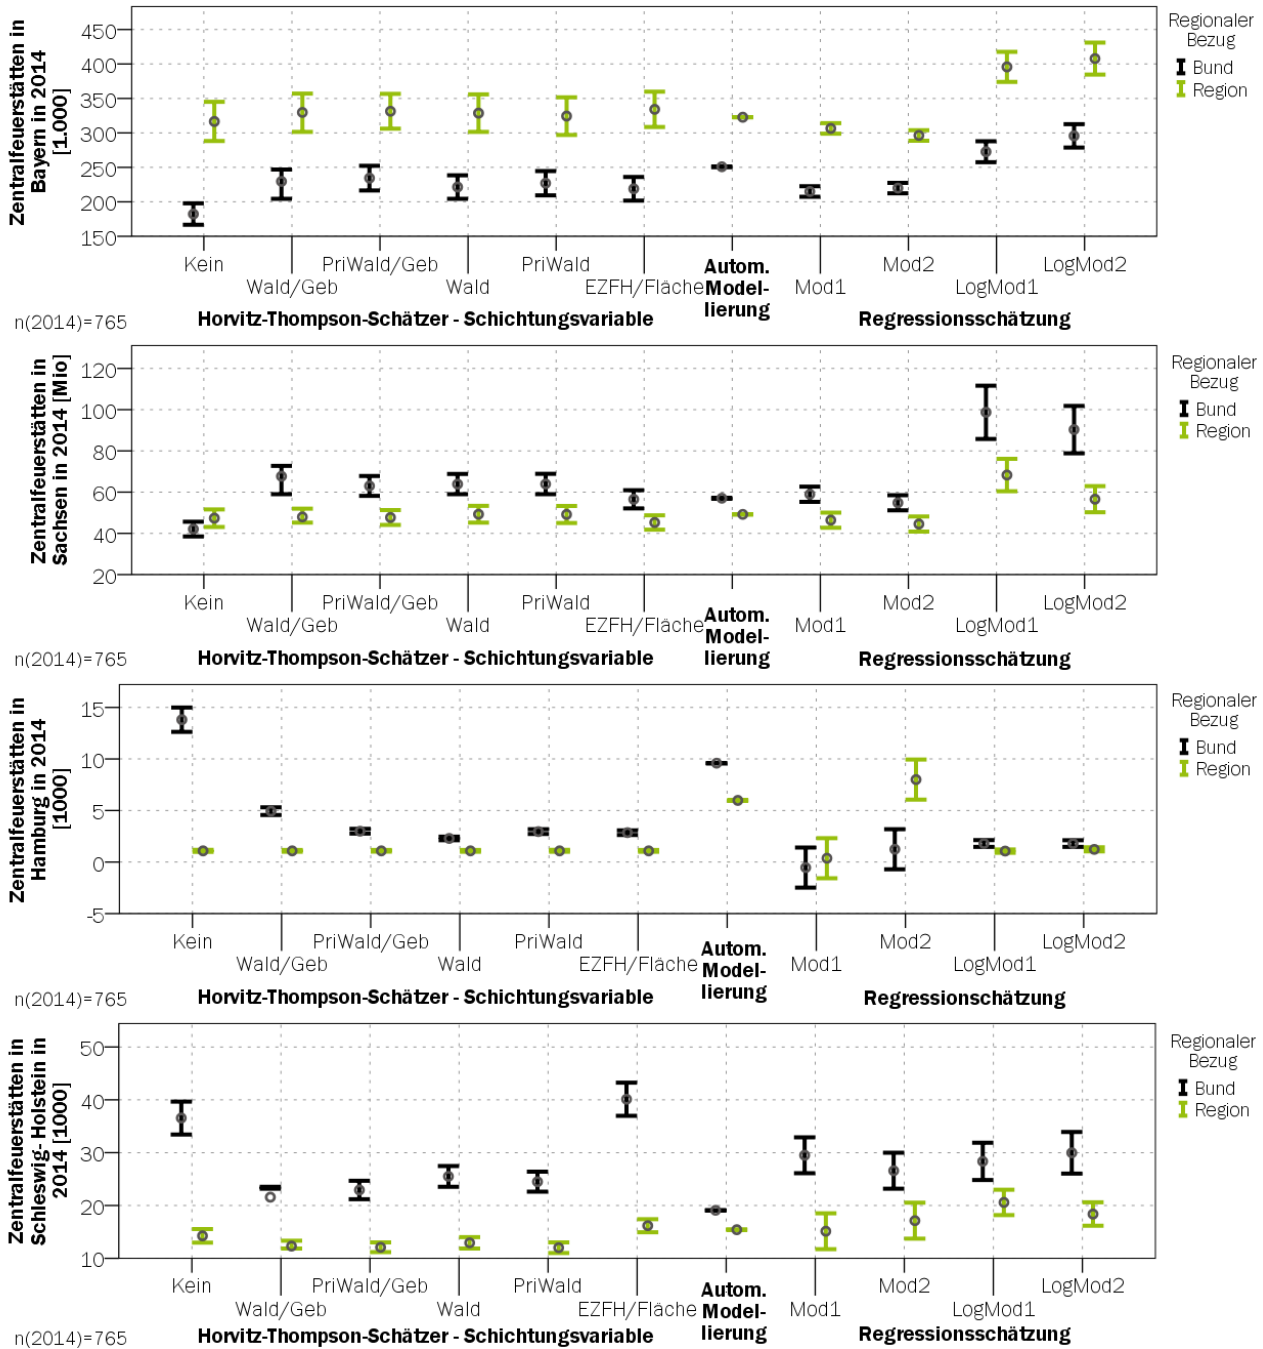 Zentralfeuerstätten in
Bayern in 2014
[1.000]
450
400
350
300
250
200
150
Kein
Wald/Geb
PriWald/Geb
Wald
PriWald
EZFH/Fläche
Autom.
Model-
lierung
Mod1
Mod2
LogMod1
LogMod2
n(2014)=765
Horvitz-Thompson-Schätzer - Schichtungsvariable
Regressionsschätzung
Regionaler
Bezug
Bund
Region
Zentralfeuerstätten in
Sachsen in 2014 [Mio]
120
100
80
60
40
20
Kein
Wald/Geb
PriWald/Geb
Wald
PriWald
EZFH/Fläche
Autom.
Model-
lierung
Mod1
Mod2
LogMod1
LogMod2
n(2014)=765
Horvitz-Thompson-Schätzer - Schichtungsvariable
Regressionsschätzung
Regionaler
Bezug
Bund
Region
Zentralfeuerstätten in
Hamburg in 2014
[1000]
15
10
5
0
-5
Kein
Wald/Geb
PriWald/Geb
Wald
PriWald
EZFH/Fläche
Autom.
Model-
lierung
Mod1
Mod2
LogMod1
LogMod2
n(2014)=765
Horvitz-Thompson-Schätzer - Schichtungsvariable
Regressionschätzung
Regionaler
Bezug
Bund
Region
Zentralfeuerstätten in
Schleswig- Holstein in
2014 [1000]
50
40
30
20
10
Kein
Wald/Geb
PriWald/Geb
Wald
PriWald
EZFH/Fläche
Autom.
Model-
lierung
Mod1
Mod2
LogMod1
LogMod2
n(2014)=765
Horvitz-Thompson-Schätzer - Schichtungsvariable
Regressionsschätzung
Regionaler
Bezug
Bund
Region